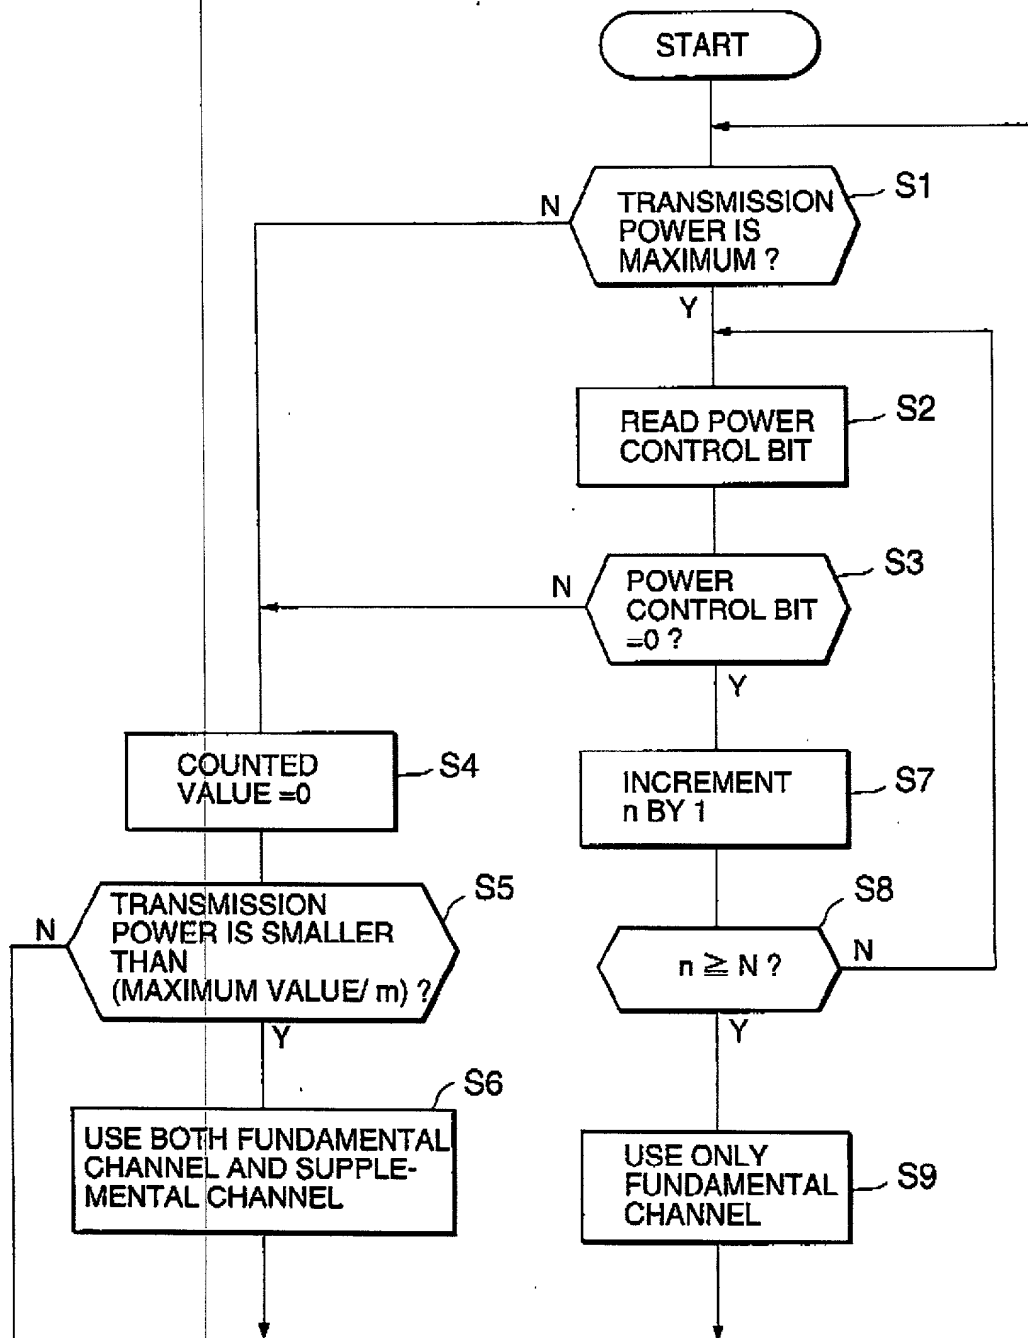 START
S1
N
TRANSMISSION
POWER IS
MAXIMUM ?
Y
S2
READ POWER
CONTROL BIT
S3
N
POWER
CONTROL BIT
=0 ?
Y
COUNTED
VALUE =0
S4
INCREMENT
n BY 1
S7
S5
N
TRANSMISSION
POWER IS SMALLER
THAN
(MAXIMUM VALUE/ m) ?
Y
S8
n ≧ N ?
N
Y
S6
USE BOTH FUNDAMENTAL
CHANNEL AND SUPPLE-
MENTAL CHANNEL
USE ONLY
FUNDAMENTAL
CHANNEL
S9